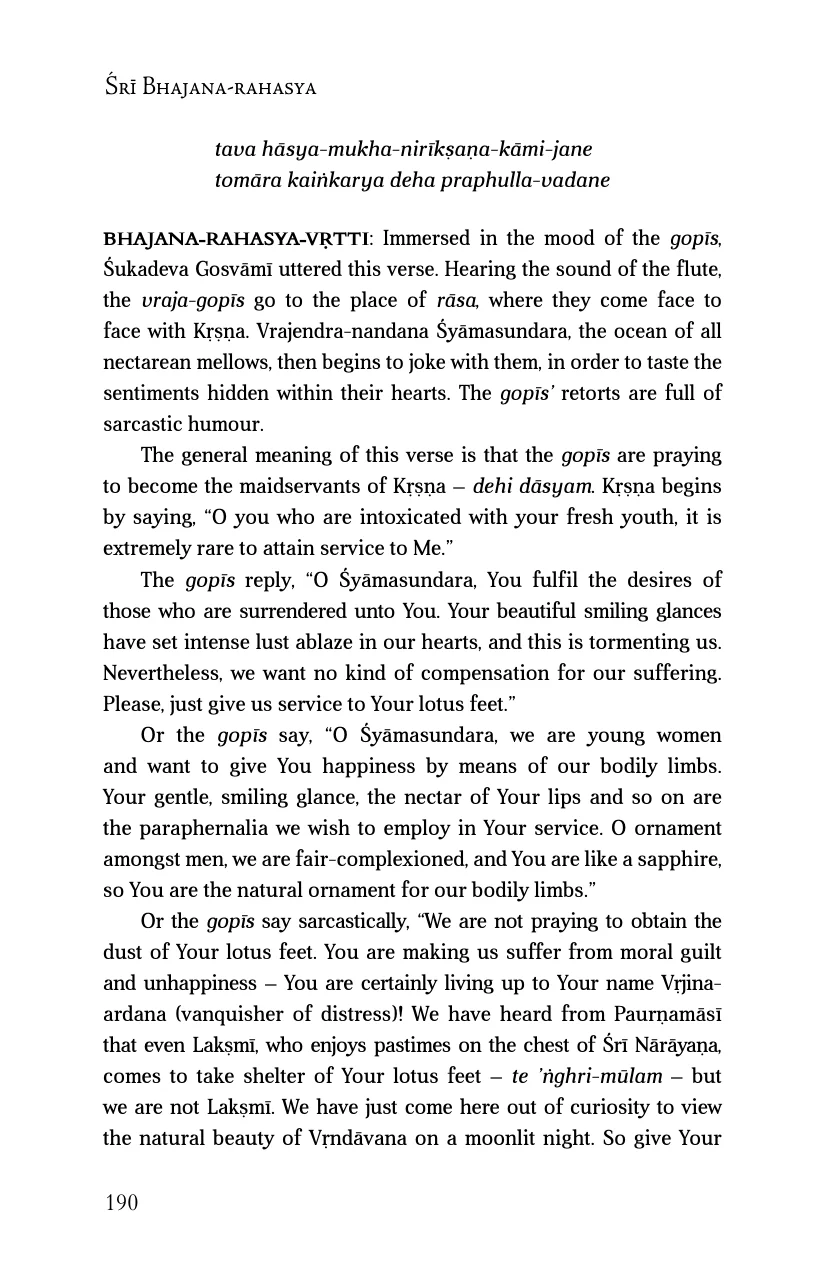 Śrī Bhajana-rahasya
tava hāsya-mukha-nirīkṣaṇa-kāmi-jane
tomāra kaiṅkarya deha praphulla-vadane
BHAJANA-RAHASYA-VṚTTI: Immersed in the mood of the gopīs,
Śukadeva Gosvāmī uttered this verse. Hearing the sound of the flute,
the vraja-gopīs go to the place of rāsa, where they come face to
face with Kṛṣṇa. Vrajendra-nandana Śyāmasundara, the ocean of all
nectarean mellows, then begins to joke with them, in order to taste the
sentiments hidden within their hearts. The gopīs’ retorts are full of
sarcastic humour.
The general meaning of this verse is that the gopīs are praying
to become the maidservants of Kṛṣṇa – dehi dāsyam. Kṛṣṇa begins
by saying, “O you who are intoxicated with your fresh youth, it is
extremely rare to attain service to Me.”
The gopīs reply, “O Śyāmasundara, You fulfil the desires of
those who are surrendered unto You. Your beautiful smiling glances
have set intense lust ablaze in our hearts, and this is tormenting us.
Nevertheless, we want no kind of compensation for our suffering.
Please, just give us service to Your lotus feet.”
Or the gopīs say, “O Śyāmasundara, we are young women
and want to give You happiness by means of our bodily limbs.
Your gentle, smiling glance, the nectar of Your lips and so on are
the paraphernalia we wish to employ in Your service. O ornament
amongst men, we are fair-complexioned, and You are like a sapphire,
so You are the natural ornament for our bodily limbs.”
Or the gopīs say sarcastically, “We are not praying to obtain the
dust of Your lotus feet. You are making us suffer from moral guilt
and unhappiness – You are certainly living up to Your name Vṛjina-
ardana (vanquisher of distress)! We have heard from Paurṇamāsī
that even Lakṣmī, who enjoys pastimes on the chest of Śrī Nārāyaṇa,
comes to take shelter of Your lotus feet – te ’ṅghri-mūlam – but
we are not Lakṣmī. We have just come here out of curiosity to view
the natural beauty of Vṛndāvana on a moonlit night. So give Your
190